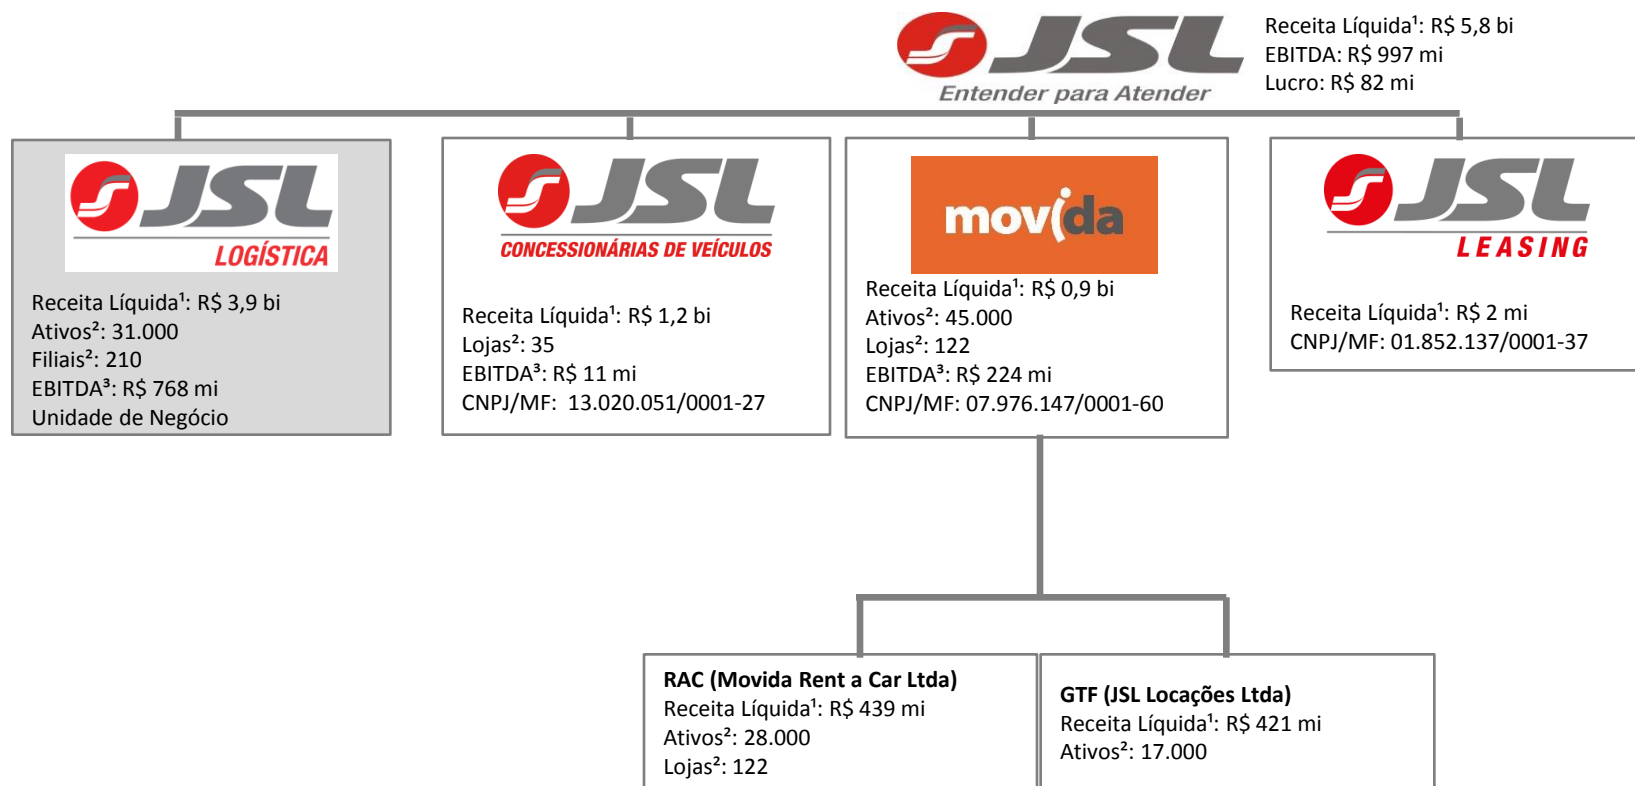 JSL
Entender para Atender
Receita Líquida¹: R$ 5,8 bi
EBITDA: R$ 997 mi
Lucro: R$ 82 mi
JSL
LOGÍSTICA
Receita Líquida¹: R$ 3,9 bi
Ativos²: 31.000
Filiais²: 210
EBITDA³: R$ 768 mi
Unidade de Negócio
JSL
CONCESSIONÁRIAS DE VEÍCULOS
Receita Líquida¹: R$ 1,2 bi
Lojas²: 35
EBITDA³: R$ 11 mi
CNPJ/MF: 13.020.051/0001-27
movida
Receita Líquida¹: R$ 0,9 bi
Ativos²: 45.000
Lojas²: 122
EBITDA³: R$ 224 mi
CNPJ/MF: 07.976.147/0001-60
JSL
LEASING
Receita Líquida¹: R$ 2 mi
CNPJ/MF: 01.852.137/0001-37
RAC (Movida Rent a Car Ltda)
Receita Líquida¹: R$ 439 mi
Ativos²: 28.000
Lojas²: 122
GTF (JSL Locações Ltda)
Receita Líquida¹: R$ 421 mi
Ativos²: 17.000